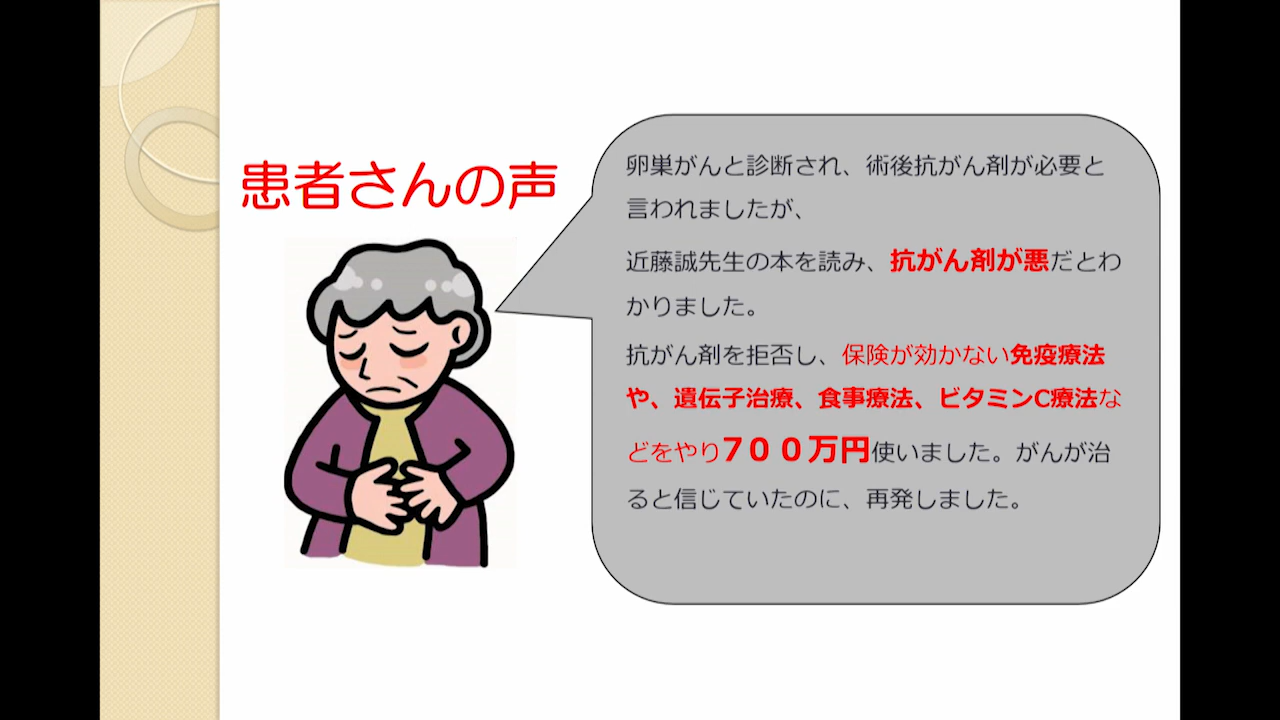 患者さんの声
卵巣がんと診断され、術後抗がん剤が必要と
言われましたが、
近藤誠先生の本を読み、抗がん剤が悪だとわ
かりました。
抗がん剤を拒否し、保険が効かない免疫療法
や、遺伝子治療、食事療法、ビタミンC療法な
どをやり７００万円使いました。がんが治
ると信じていたのに、再発しました。